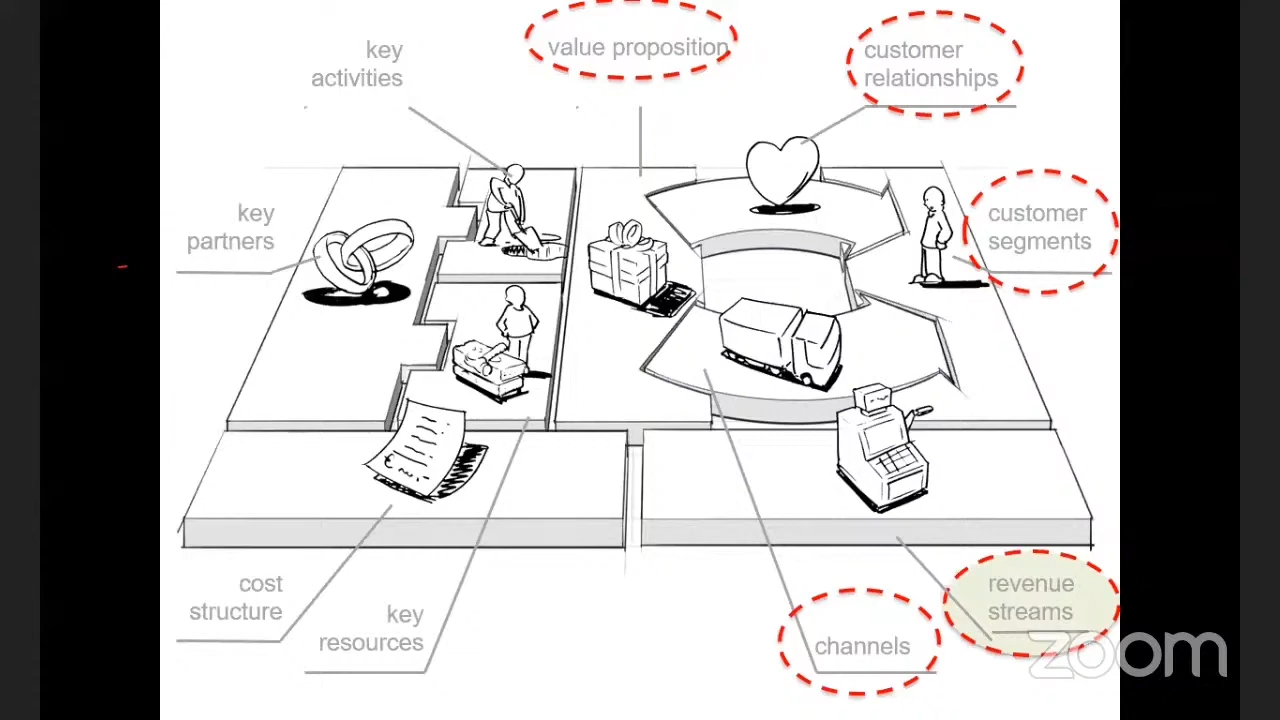 key
activities
value proposition
customer
relationships
key
partners
customer
segments
cost
structure
key
resources
channels
revenue
streams
zoom